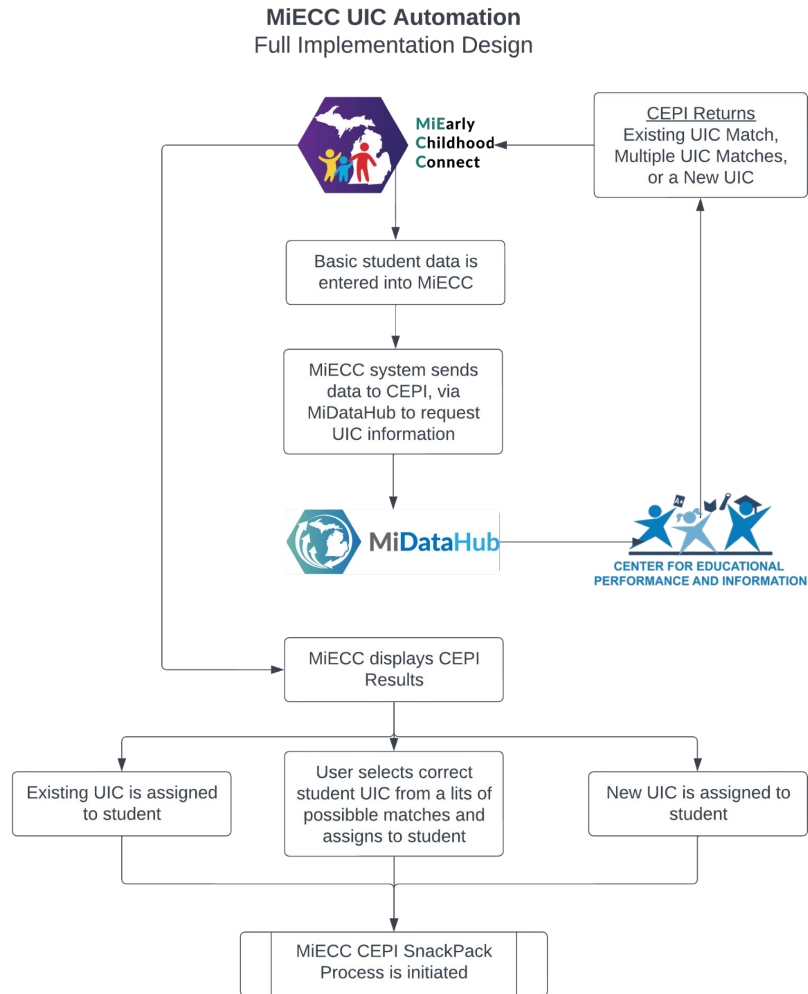 MiECC UIC Automation
Full Implementation Design
MiEarly
Childhood
Connect
CEPI Returns
Existing UIC Match,
Multiple UIC Matches,
or a New UIC
Basic student data is
entered into MiECC
MiECC system sends
data to CEPI, via
MiDataHub to request
UIC information
MiDataHub
A+
CENTER FOR EDUCATIONAL
PERFORMANCE AND INFORMATION
MiECC displays CEPI
Results
Existing UIC is assigned
to student
User selects correct
student UIC from a lits of
possibble matches and
assigns to student
New UIC is assigned to
student
MiECC CEPI SnackPack
Process is initiated